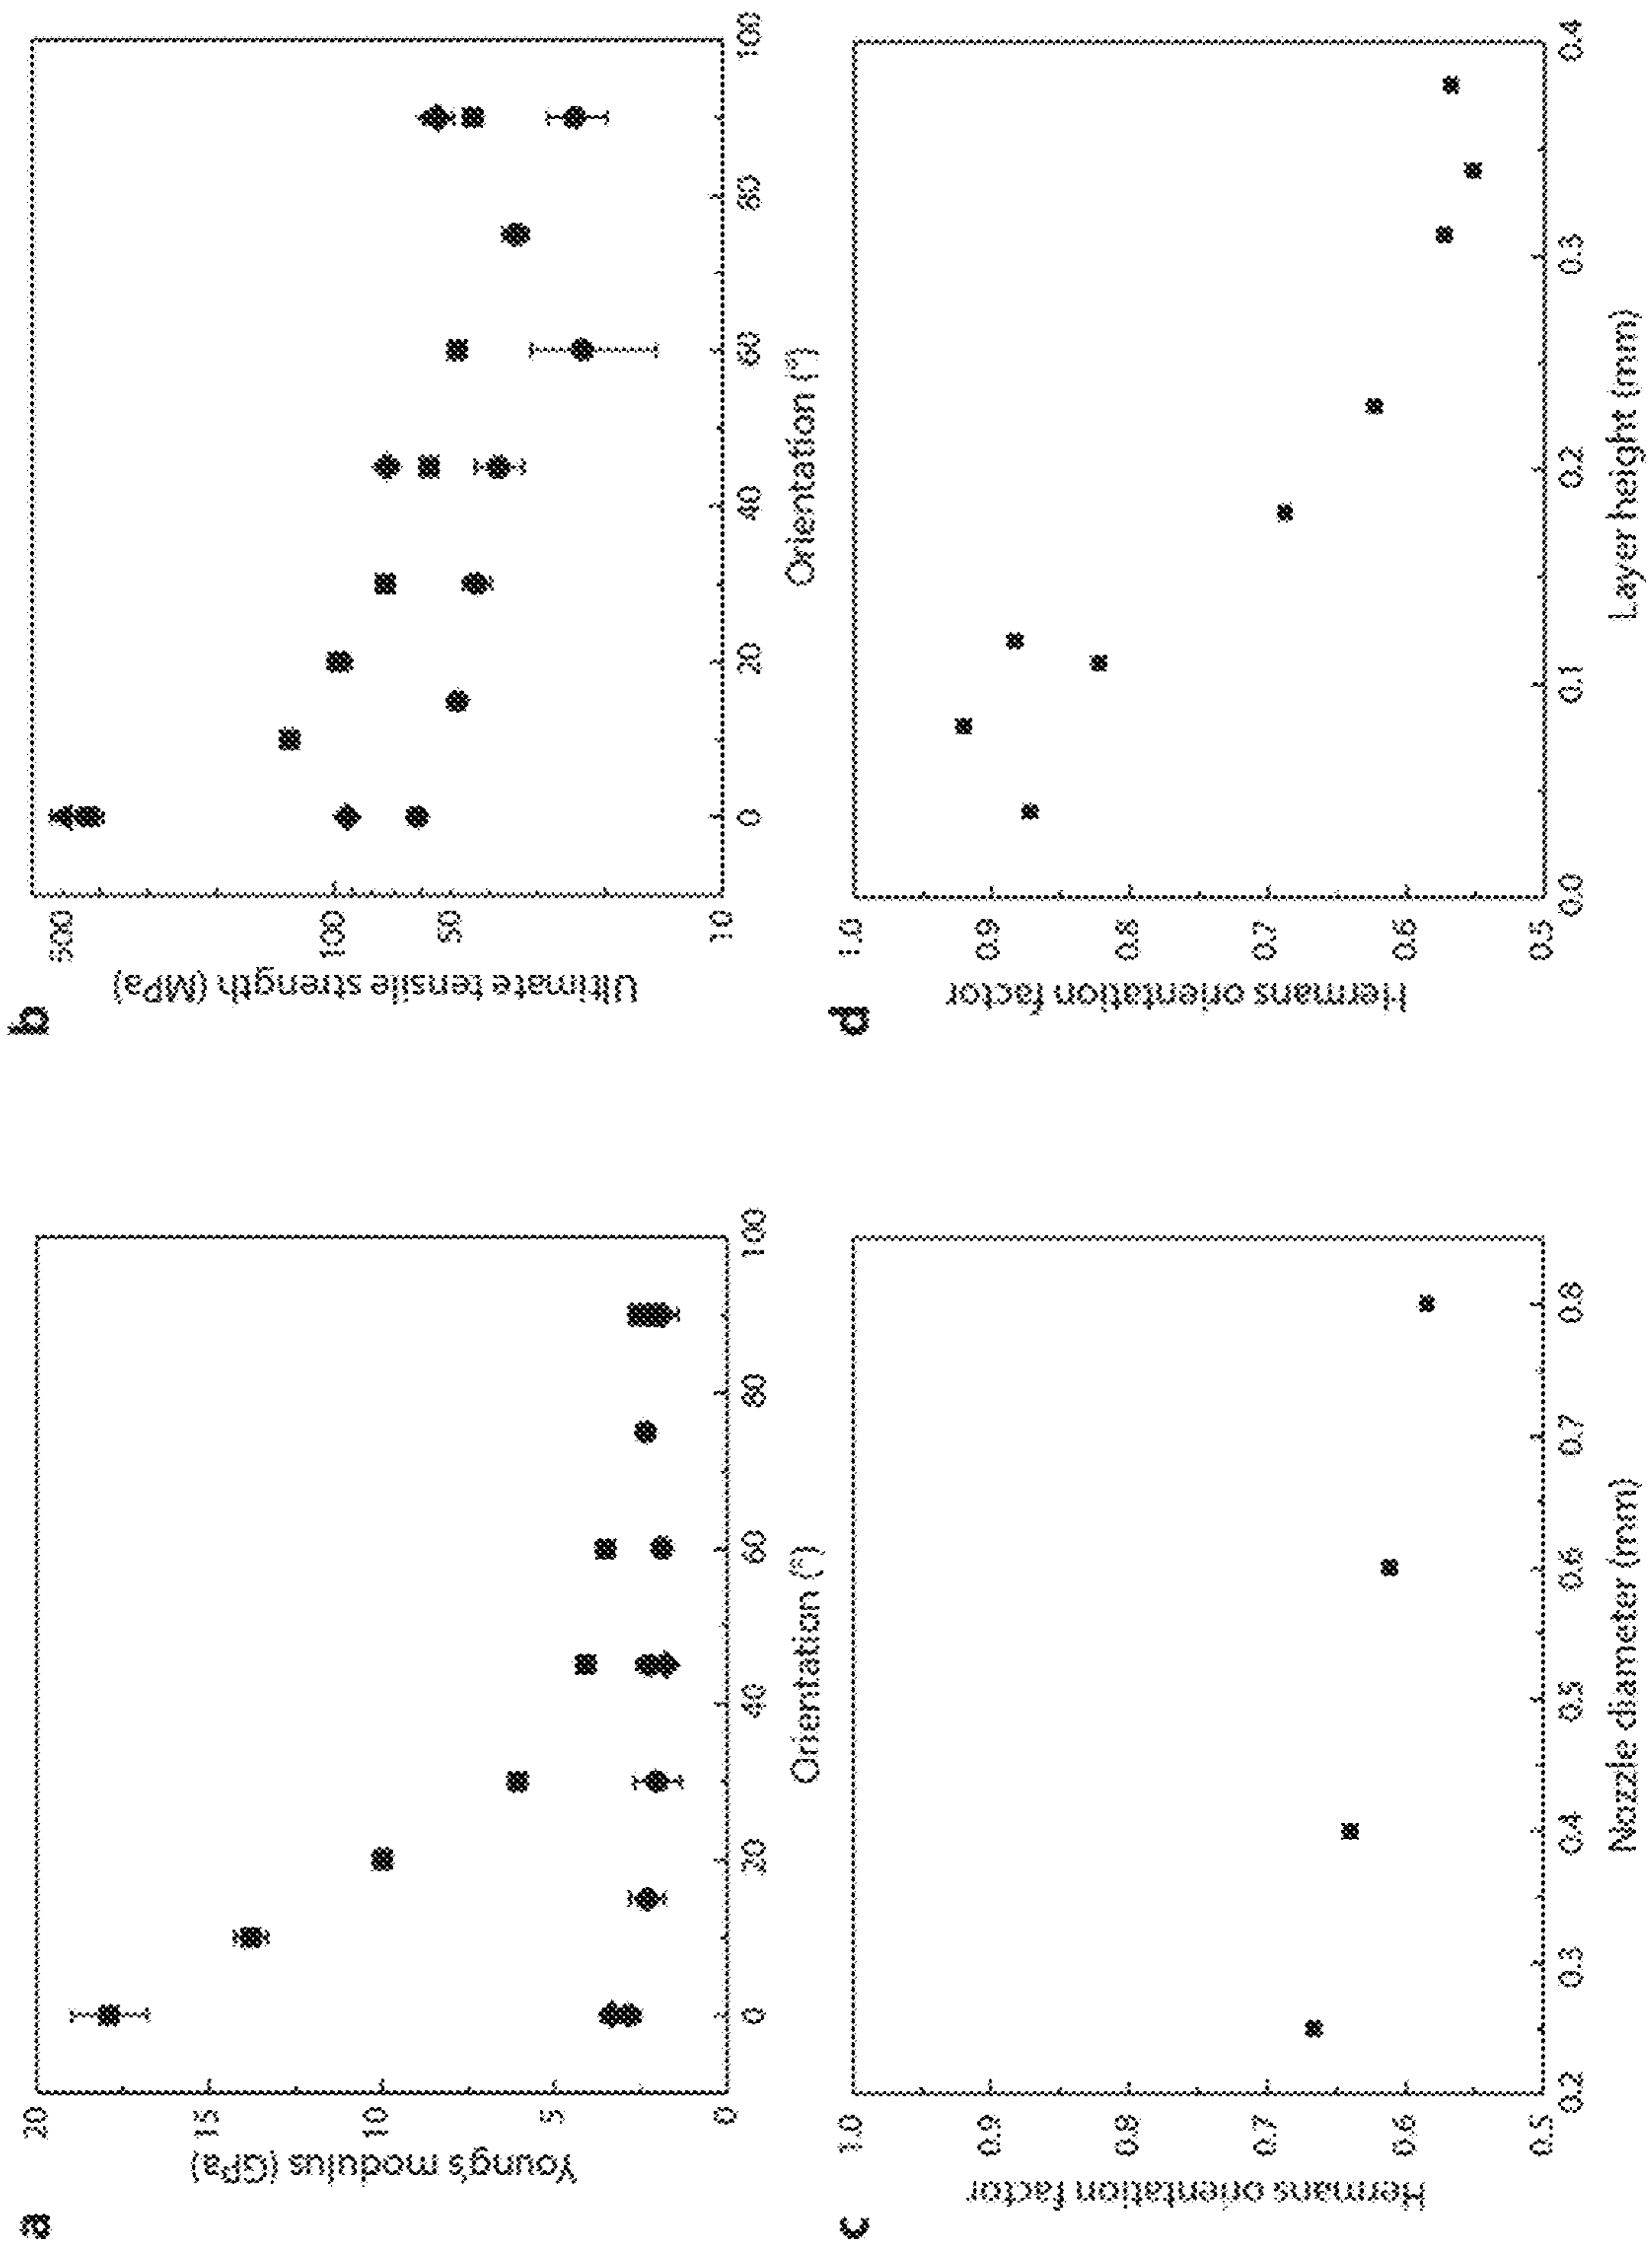 a
20
15
10
5
0
Young's modulus (GPa)
0 20 40 60 80 100
Orientation (°)
b
500
100
50
10
Ultimate tensile strength (MPa)
0 20 40 60 80 100
Orientation (°)
c
1.0
0.9
0.8
0.7
0.6
0.5
Hermans orientation factor
0.2 0.3 0.4 0.5 0.6 0.7 0.8
Nozzle diameter (mm)
d
1.0
0.9
0.8
0.7
0.6
0.5
Hermans orientation factor
0.0 0.1 0.2 0.3 0.4
Layer height (mm)